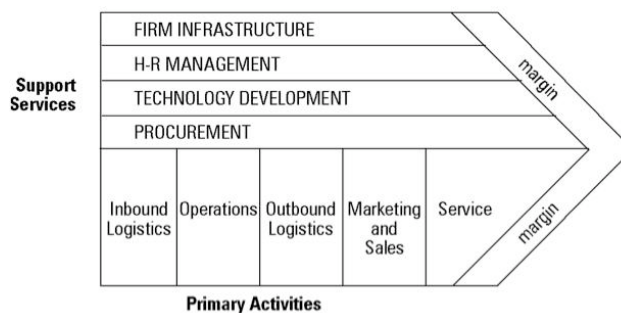 FIRM INFRASTRUCTURE
H-R MANAGEMENT
TECHNOLOGY DEVELOPMENT
PROCUREMENT
Support
Services
margin
Inbound
Logistics
Operations
Outbound
Logistics
Marketing
and
Sales
Service
margin
Primary Activities